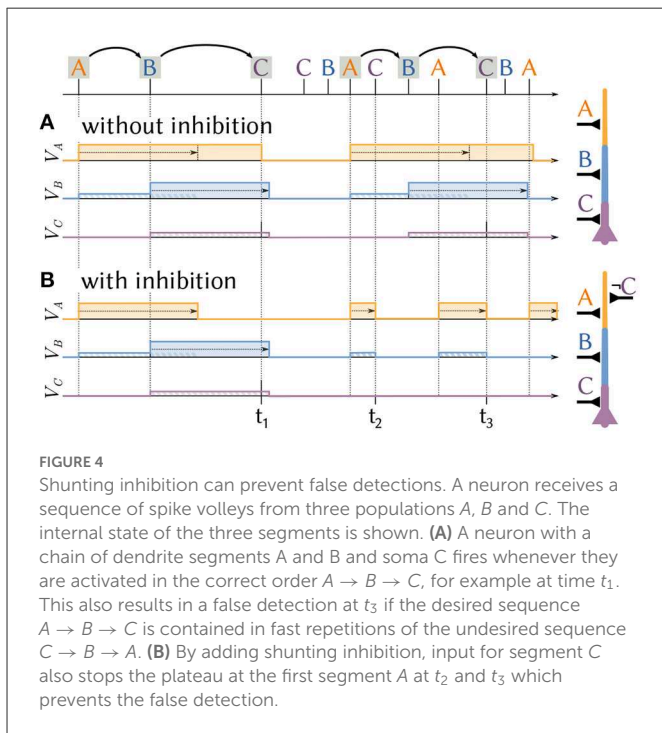 A B C C B A C B A C B A
A without inhibition
A
V_A
B
V_B
C
V_C
B with inhibition
¬C
V_A
A
V_B
B
V_C
C
t₁ t₂ t₃
FIGURE 4
Shunting inhibition can prevent false detections. A neuron receives a
sequence of spike volleys from three populations A, B and C. The
internal state of the three segments is shown. (A) A neuron with a
chain of dendrite segments A and B and soma C fires whenever they
are activated in the correct order A → B → C, for example at time t₁.
This also results in a false detection at t₃ if the desired sequence
A → B → C is contained in fast repetitions of the undesired sequence
C → B → A. (B) By adding shunting inhibition, input for segment C
also stops the plateau at the first segment A at t₂ and t₃ which
prevents the false detection.